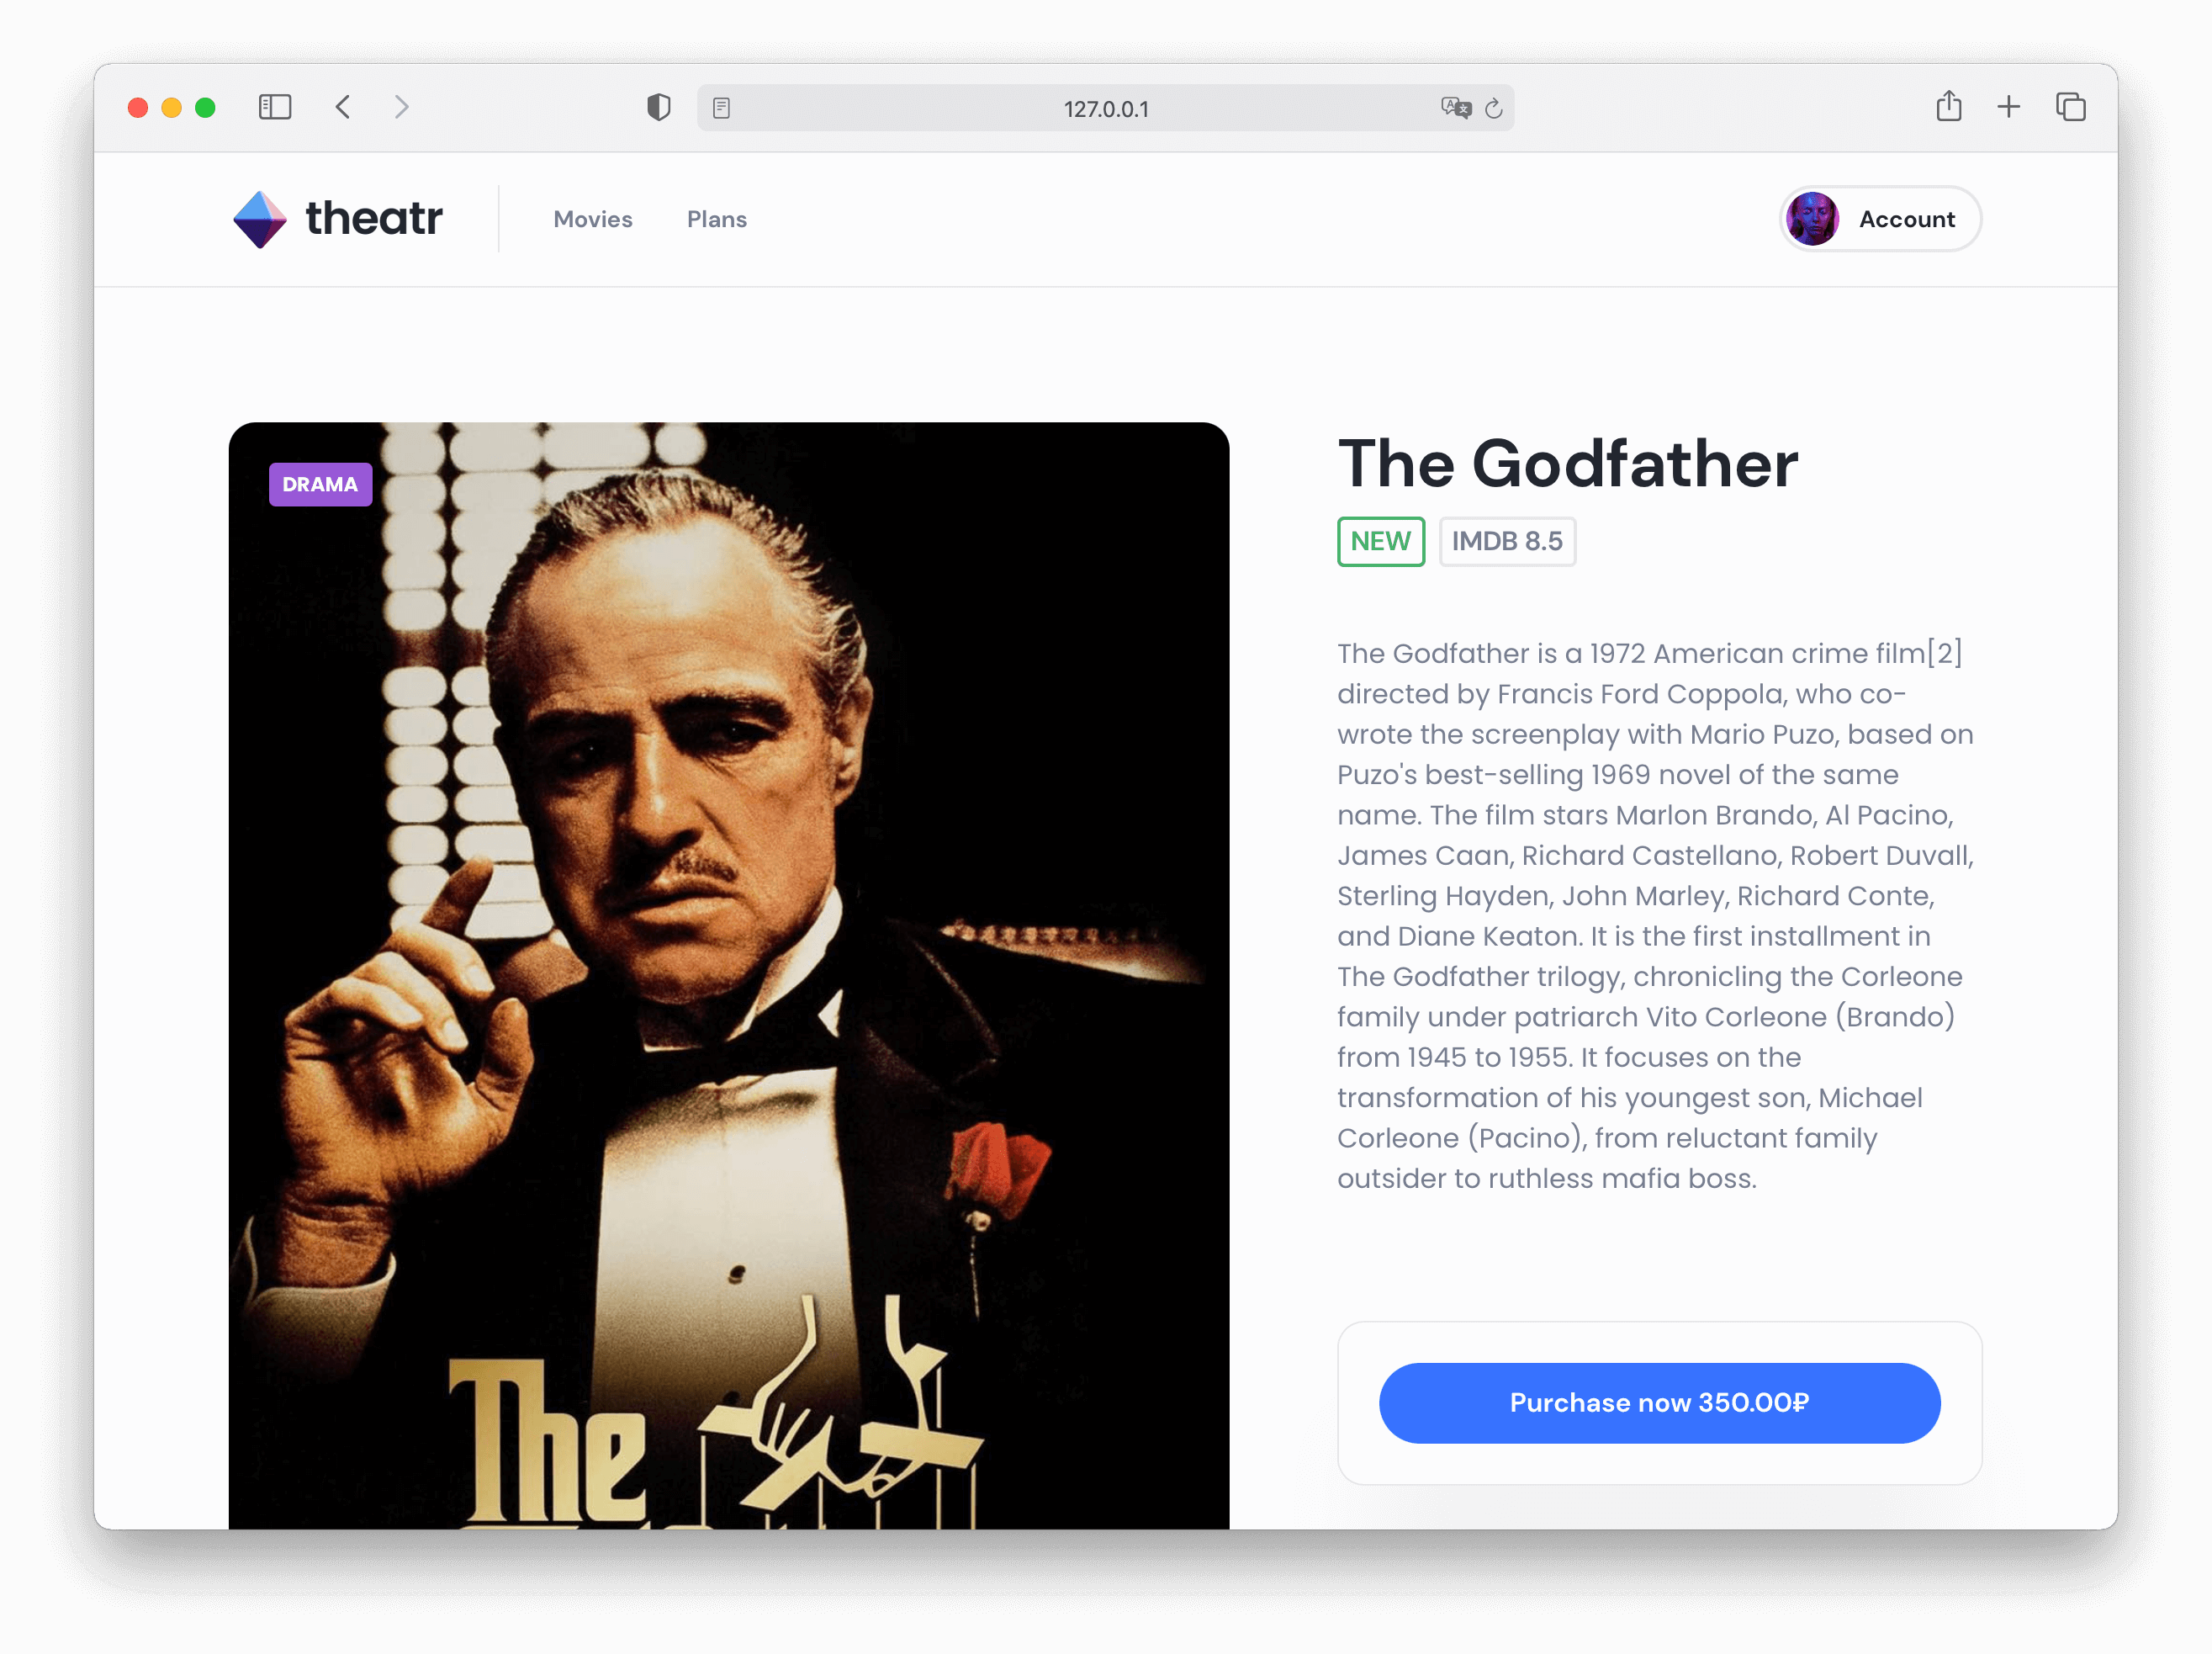 127.0.0.1
theatr
Movies
Plans
Account
DRAMA
The Godfather
NEW
IMDB 8.5
The Godfather is a 1972 American crime film[2]
directed by Francis Ford Coppola, who co-
wrote the screenplay with Mario Puzo, based on
Puzo's best-selling 1969 novel of the same
name. The film stars Marlon Brando, Al Pacino,
James Caan, Richard Castellano, Robert Duvall,
Sterling Hayden, John Marley, Richard Conte,
and Diane Keaton. It is the first installment in
The Godfather trilogy, chronicling the Corleone
family under patriarch Vito Corleone (Brando)
from 1945 to 1955. It focuses on the
transformation of his youngest son, Michael
Corleone (Pacino), from reluctant family
outsider to ruthless mafia boss.
The
Purchase now 350.00₽